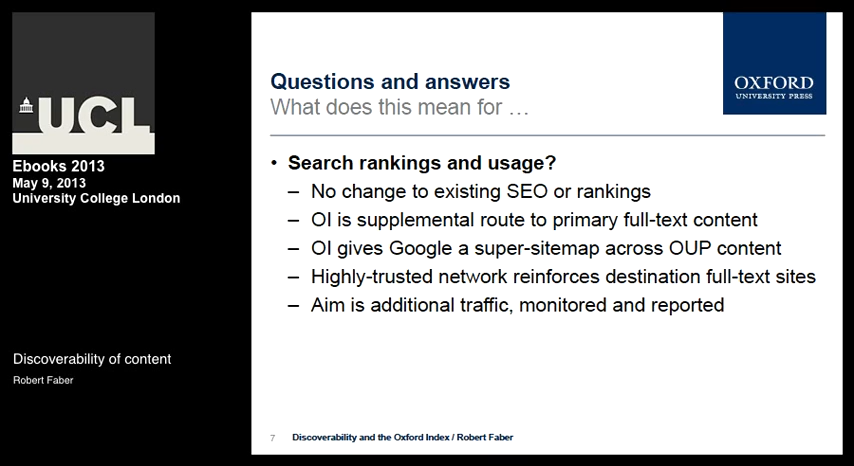 UCL
Ebooks 2013
May 9, 2013
University College London
Discoverability of content
Robert Faber
OXFORD
UNIVERSITY PRESS
Questions and answers
What does this mean for …
• Search rankings and usage?
– No change to existing SEO or rankings
– OI is supplemental route to primary full-text content
– OI gives Google a super-sitemap across OUP content
– Highly-trusted network reinforces destination full-text sites
– Aim is additional traffic, monitored and reported
7 Discoverability and the Oxford Index / Robert Faber